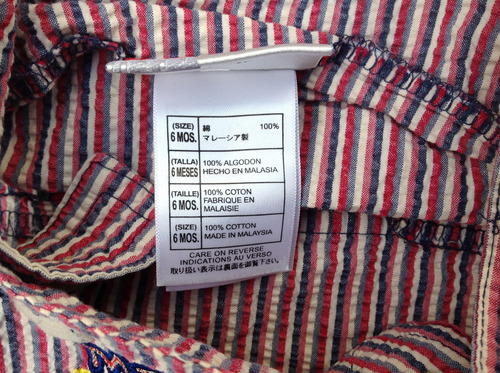 (SIZE) 綿 100%
6 MOS. マレーシア製
(TALLA) 100% ALGODON
6 MESES HECHO EN MALASIA
(TAILLE) 100% COTON
6 MOS. FABRIQUE EN
MALAISIE
(SIZE) 100% COTTON
6 MOS. MADE IN MALAYSIA
CARE ON REVERSE
INDICATIONS AU VERSO
取り扱い表示は裏面を御覧下さい。